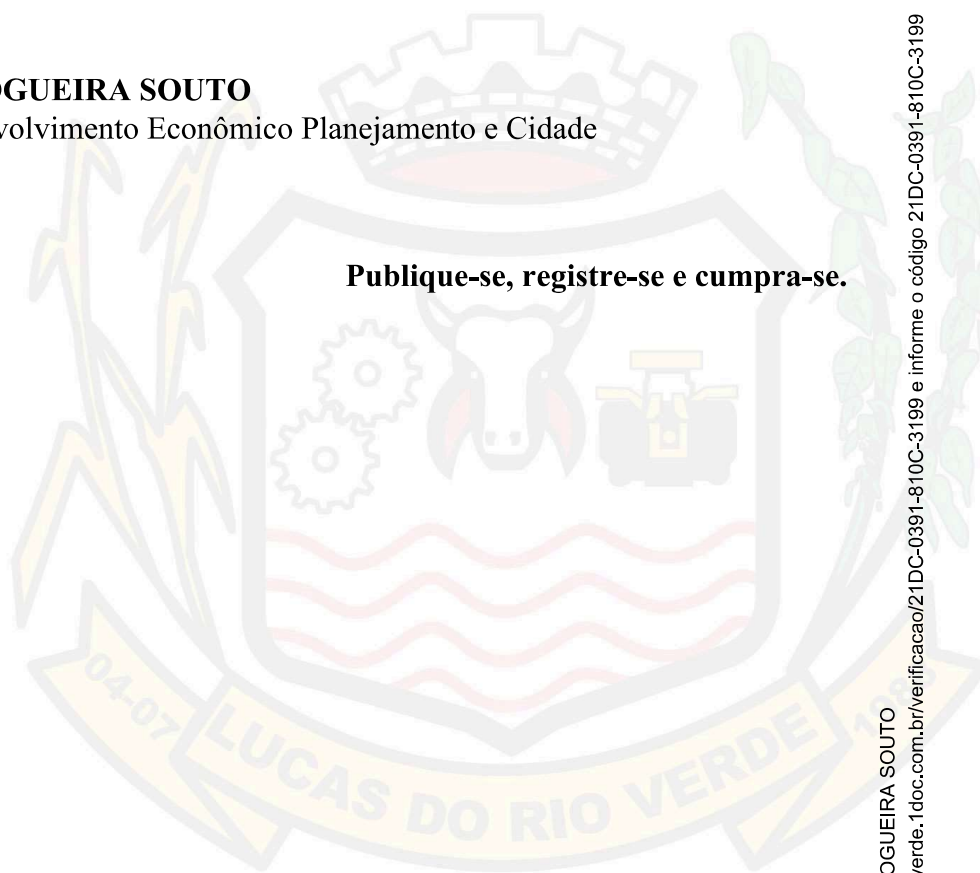 OGUEIRA SOUTO
volvimento Econômico Planejamento e Cidade
Publique-se, registre-se e cumpra-se.
04-07
LUCAS DO RIO VERDE
1988
OGUEIRA SOUTO
verde.1doc.com.br/verificacao/21DC-0391-810C-3199 e informe o código 21DC-0391-810C-3199